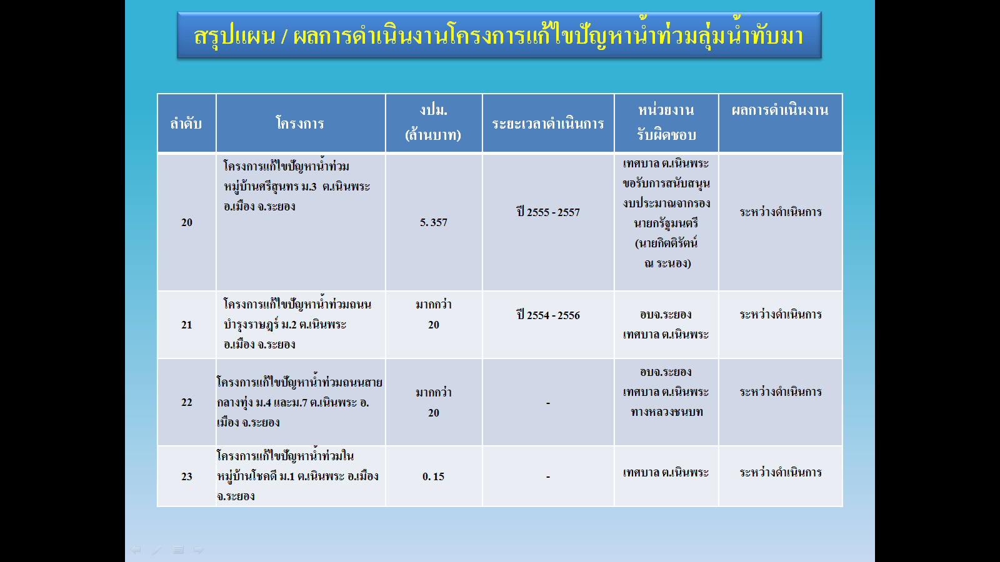 สรุปแผน / ผลการดำเนินงานโครงการแก้ไขปัญหาน้ำท่วมลุ่มน้ำทับมา
ลำดับ
โครงการ
งปม.
(ล้านบาท)
ระยะเวลาดำเนินการ
หน่วยงาน
รับผิดชอบ
ผลการดำเนินงาน
20
โครงการแก้ไขปัญหาน้ำท่วม
หมู่บ้านศรีสุนทร ม.3 ต.เนินพระ
อ.เมือง จ.ระยอง
5. 357
ปี 2555 - 2557
เทศบาล ต.เนินพระ
ขอรับการสนับสนุน
งบประมาณจากรอง
นายกรัฐมนตรี
(นายกิตติรัตน์
ณ ระนอง)
ระหว่างดำเนินการ
21
โครงการแก้ไขปัญหาน้ำท่วมถนน
บำรุงราษฎร์ ม.2 ต.เนินพระ
อ.เมือง จ.ระยอง
มากกว่า
20
ปี 2554 - 2556
อบจ.ระยอง
เทศบาล ต.เนินพระ
ระหว่างดำเนินการ
22
โครงการแก้ไขปัญหาน้ำท่วมถนนสาย
กลางทุ่ง ม.4 และม.7 ต.เนินพระ อ.
เมือง จ.ระยอง
มากกว่า
20
-
อบจ.ระยอง
เทศบาล ต.เนินพระ
ทางหลวงชนบท
ระหว่างดำเนินการ
23
โครงการแก้ไขปัญหาน้ำท่วมใน
หมู่บ้านโชคดี ม.1 ต.เนินพระ อ.เมือง
จ.ระยอง
0. 15
-
เทศบาล ต.เนินพระ
ระหว่างดำเนินการ